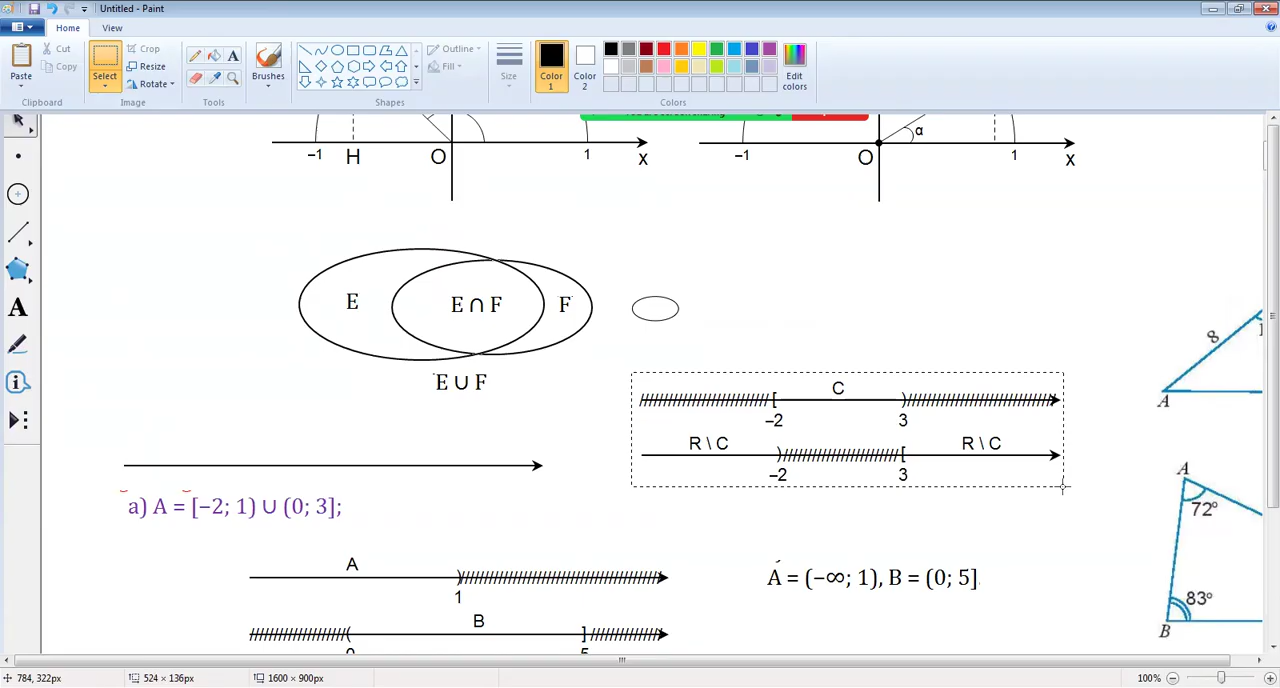 Untitled - Paint
Home View
Paste
Cut
Copy
Clipboard
Select
Crop
Resize
Rotate
Image
A
Tools
Brushes
Outline
Fill
Shapes
Size
Color 1
Color 2
Edit colors
Colors
−1 H O 1 x
−1 O α 1 x
E E ∩ F F
E ∪ F
C
[ )
−2 3
R \ C R \ C
) [
−2 3
8
A
a) A = [−2; 1) ∪ (0; 3];
A
72°
83°
B
A
)
1
A = (−∞; 1), B = (0; 5]
B
( ]
0 5
A
784, 322px 524 × 136px 1600 × 900px 100%